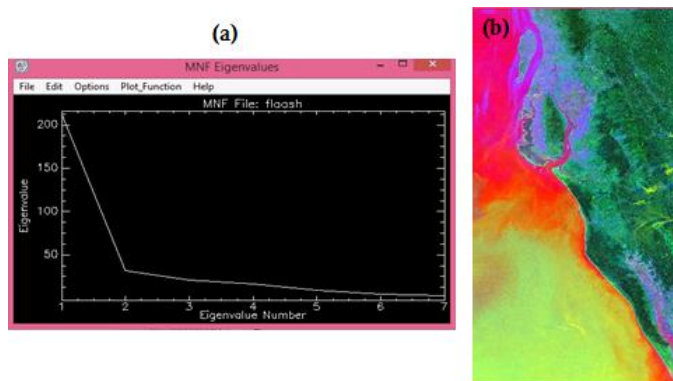 (a)
MNF Eigenvalues
File Edit Options Plot_Function Help
MNF File: flaash
200
150
100
50
Eigenvalue
1 2 3 4 5 6 7
Eigenvalue Number
(b)